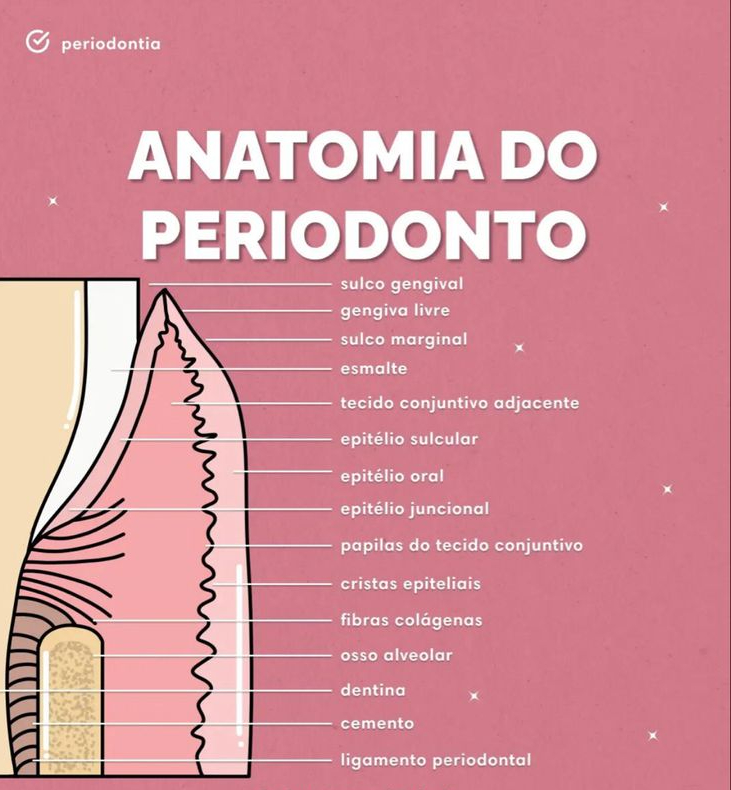 periodontia
ANATOMIA DO
PERIODONTO
sulco gengival
gengiva livre
sulco marginal
esmalte
tecido conjuntivo adjacente
epitélio sulcular
epitélio oral
epitélio juncional
papilas do tecido conjuntivo
cristas epiteliais
fibras colágenas
osso alveolar
dentina
cemento
ligamento periodontal